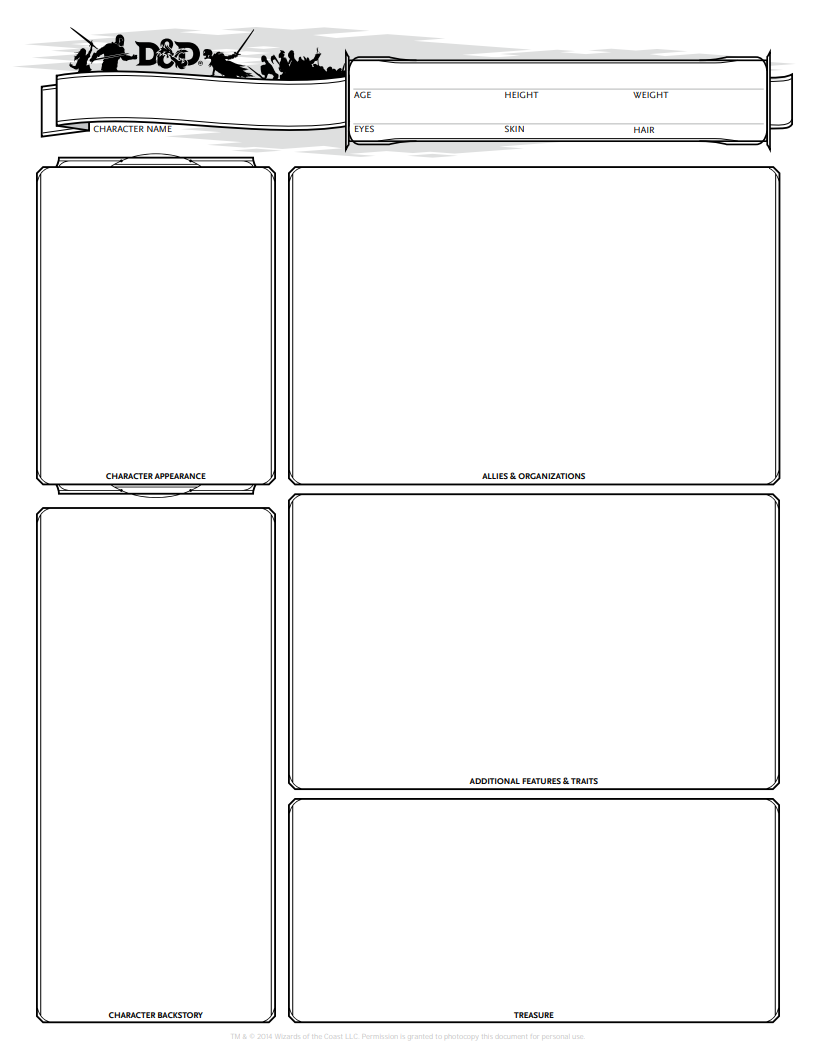 D&D®
AGE HEIGHT WEIGHT
CHARACTER NAME
EYES SKIN HAIR
CHARACTER APPEARANCE
ALLIES & ORGANIZATIONS
ADDITIONAL FEATURES & TRAITS
CHARACTER BACKSTORY
TREASURE
TM & © 2014 Wizards of the Coast LLC. Permission is granted to photocopy this document for personal use.